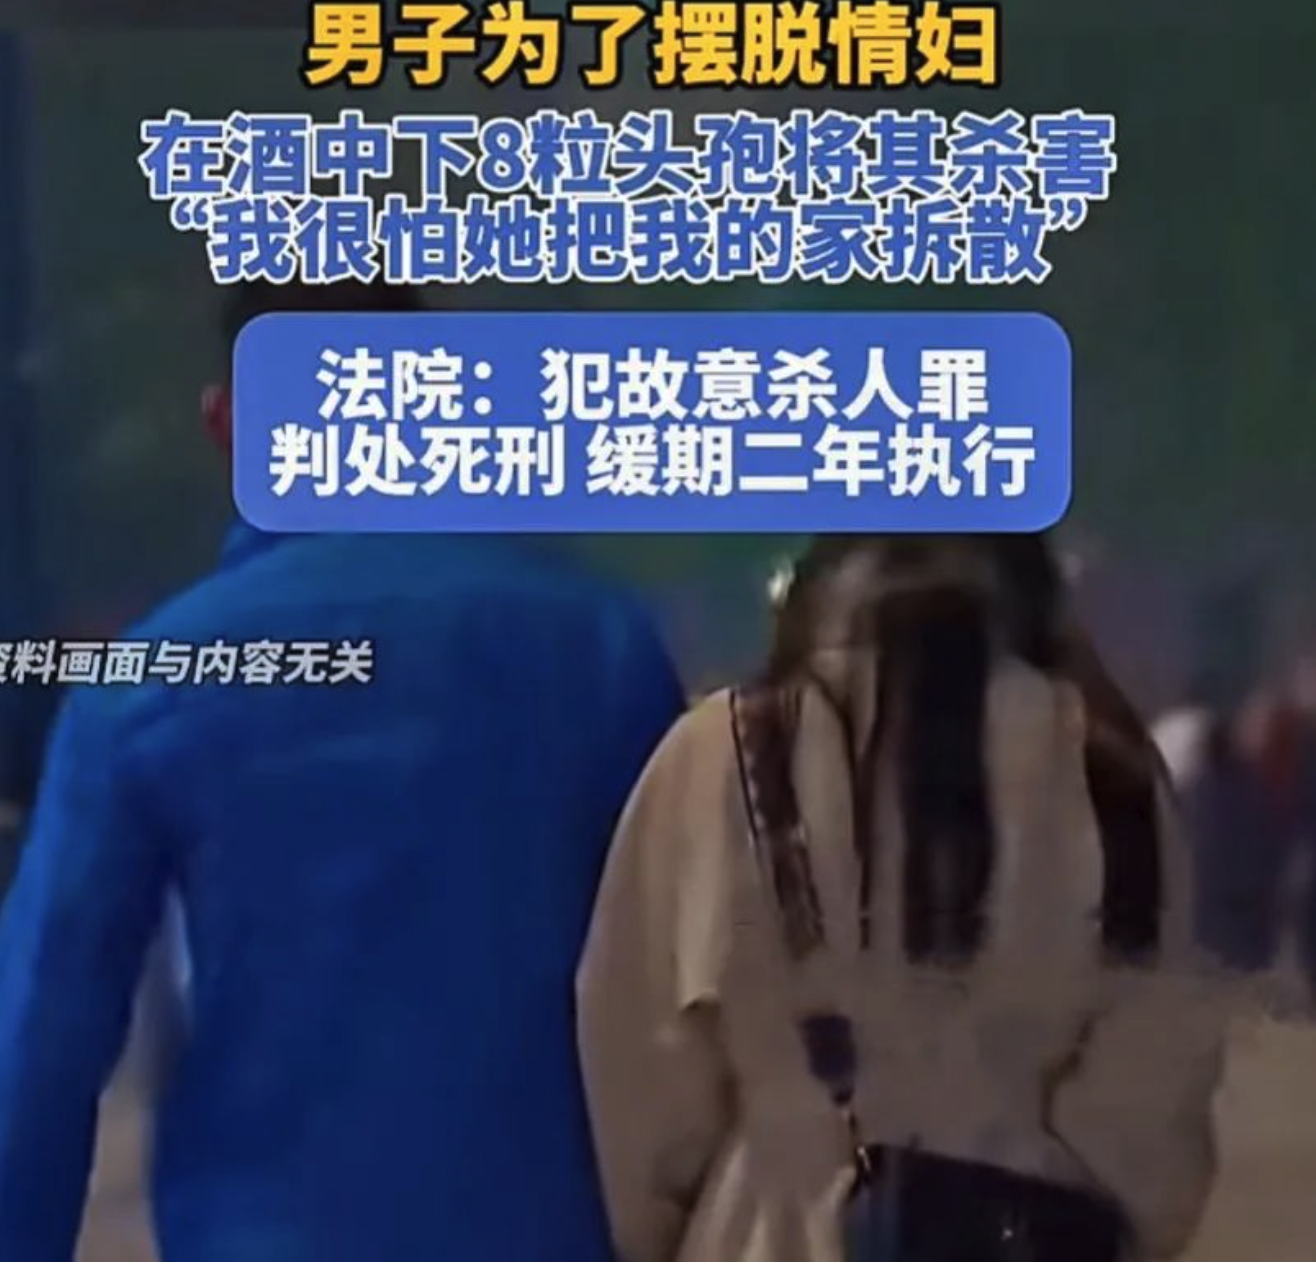 男子为了摆脱情妇
在酒中下8粒头孢将其杀害
“我很怕她把我的家拆散”
法院：犯故意杀人罪
判处死刑 缓期二年执行
资料画面与内容无关